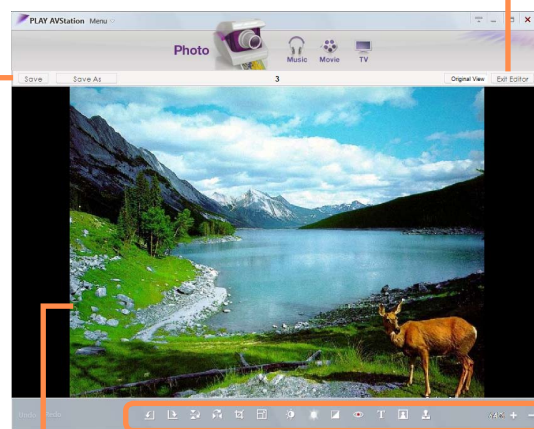 PLAY AVStation Menu
Photo
Music Movie TV
Save Save As 3 Original View Exit Editor
Undo Redo T